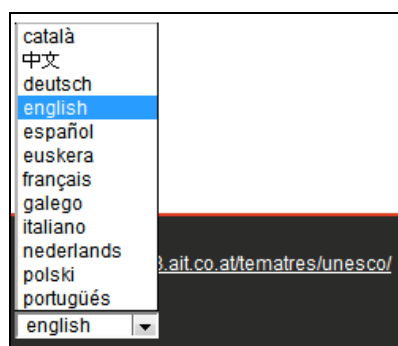 català
中文
deutsch
english
español
euskera
français
galego
italiano
nederlands
polski
portugüés
.ait.co.at/tematres/unesco/
english